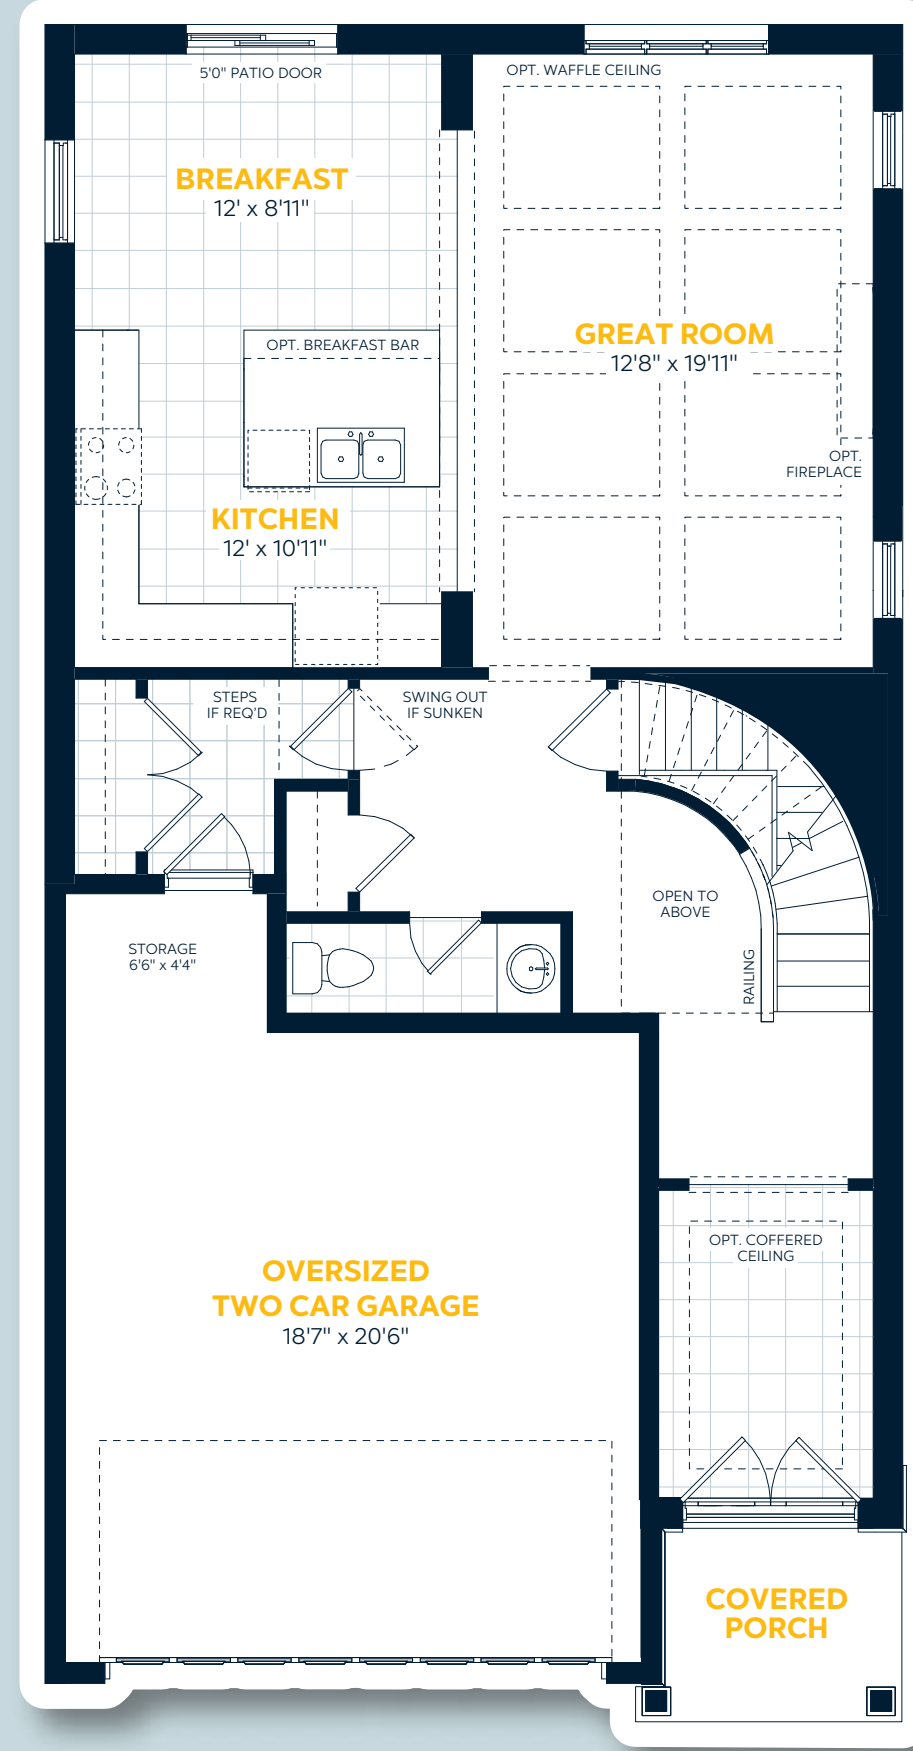 5'0" PATIO DOOR
OPT. WAFFLE CEILING
BREAKFAST
12' x 8'11"
GREAT ROOM
12'8" x 19'11"
OPT. BREAKFAST BAR
OPT.
FIREPLACE
KITCHEN
12' x 10'11"
STEPS
IF REQ'D
SWING OUT
IF SUNKEN
OPEN TO
ABOVE
STORAGE
6'6" x 4'4"
RAILING
OPT. COFFERED
CEILING
OVERSIZED
TWO CAR GARAGE
18'7" x 20'6"
COVERED
PORCH